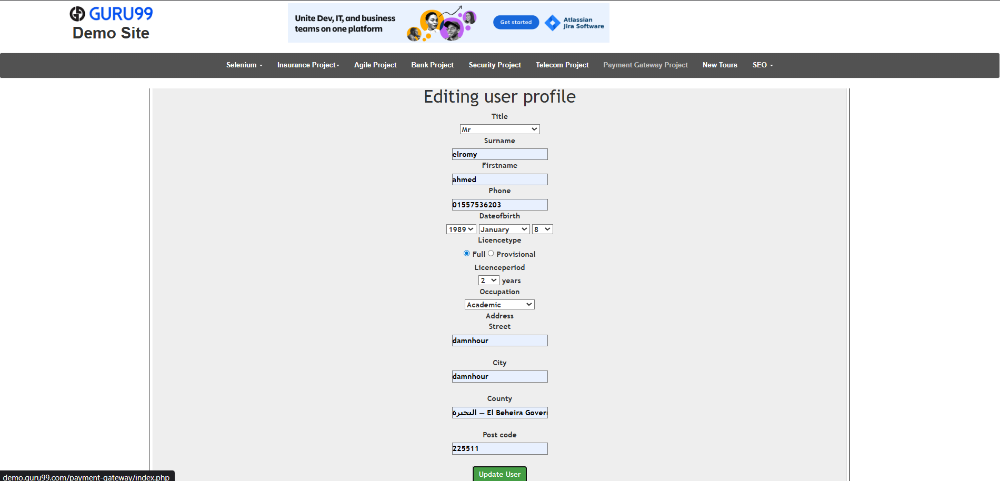 GURU99
Demo Site
Unite Dev, IT, and business
teams on one platform
Get started
Atlassian
Jira Software
Selenium Insurance Project Agile Project Bank Project Security Project Telecom Project Payment Gateway Project New Tours SEO
Editing user profile
Title
Mr
Surname
elromy
Firstname
ahmed
Phone
01557536203
Dateofbirth
1989 January 8
Licencetype
Full Provisional
Licenceperiod
2 years
Occupation
Academic
Address
Street
damnhour
City
damnhour
County
البحيرة – El Beheira Gover
Post code
225511
Update User
demo.guru99.com/payment-gateway/index.php